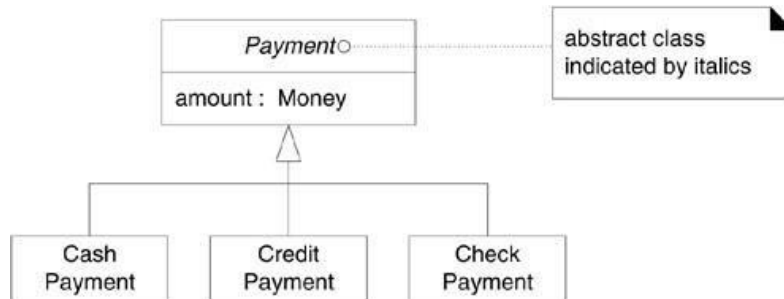 Payment
abstract class
indicated by italics
amount : Money
Cash
Payment
Credit
Payment
Check
Payment